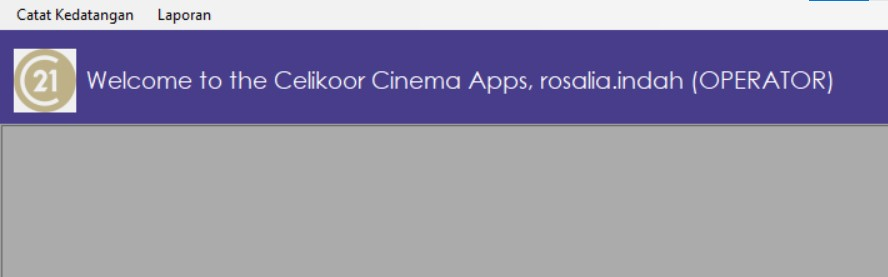 Catat Kedatangan Laporan
21 Welcome to the Celikoor Cinema Apps, rosalia.indah (OPERATOR)